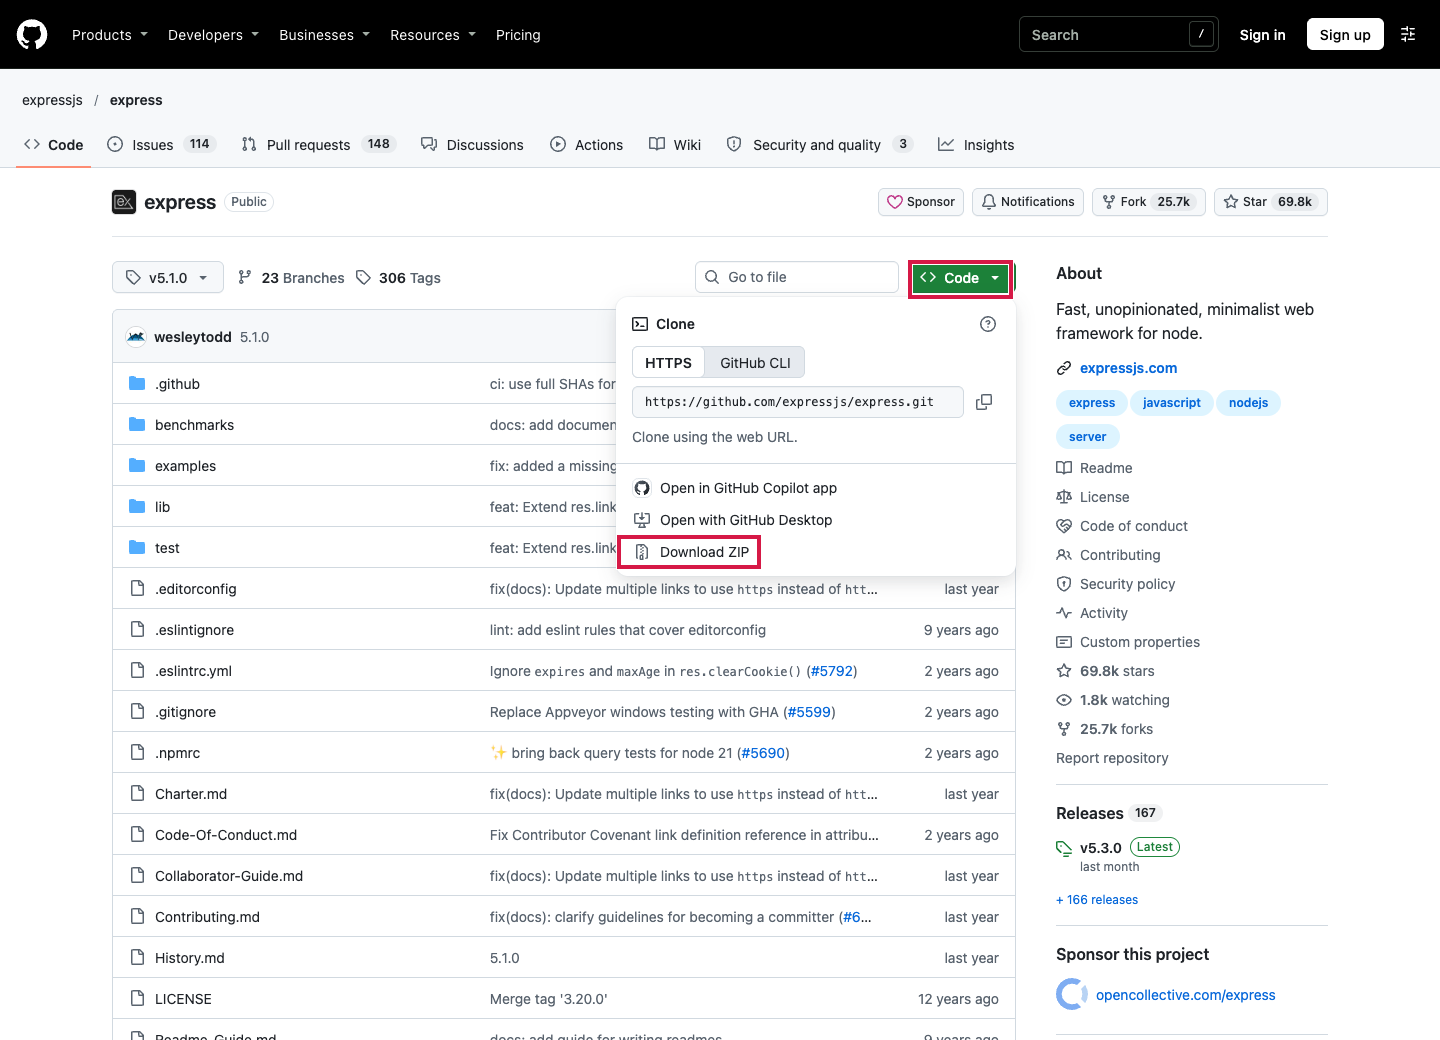 Products Developers Businesses Resources Pricing Search / Sign in Sign up
expressjs / express
Code Issues 114 Pull requests 148 Discussions Actions Wiki Security and quality 3 Insights
express Public Sponsor Notifications Fork 25.7k Star 69.8k
v5.1.0 23 Branches 306 Tags Go to file Code
Clone
HTTPS GitHub CLI
https://github.com/expressjs/express.git
Clone using the web URL.
Open in GitHub Copilot app
Open with GitHub Desktop
Download ZIP
wesleytodd 5.1.0
.github ci: use full SHAs for
benchmarks docs: add documen
examples fix: added a missing
lib feat: Extend res.link
test feat: Extend res.link
.editorconfig fix(docs): Update multiple links to use https instead of htt... last year
.eslintignore lint: add eslint rules that cover editorconfig 9 years ago
.eslintrc.yml Ignore expires and maxAge in res.clearCookie() (#5792) 2 years ago
.gitignore Replace Appveyor windows testing with GHA (#5599) 2 years ago
.npmrc ✨ bring back query tests for node 21 (#5690) 2 years ago
Charter.md fix(docs): Update multiple links to use https instead of htt... last year
Code-Of-Conduct.md Fix Contributor Covenant link definition reference in attribu... 2 years ago
Collaborator-Guide.md fix(docs): Update multiple links to use https instead of htt... last year
Contributing.md fix(docs): clarify guidelines for becoming a committer (#6... last year
History.md 5.1.0 last year
LICENSE Merge tag '3.20.0' 12 years ago
Readme-Guide.md docs: add guide for writing readmes 9 years ago
About
Fast, unopinionated, minimalist web
framework for node.
expressjs.com
express javascript nodejs
server
Readme
License
Code of conduct
Contributing
Security policy
Activity
Custom properties
69.8k stars
1.8k watching
25.7k forks
Report repository
Releases 167
v5.3.0 Latest
last month
+ 166 releases
Sponsor this project
opencollective.com/express